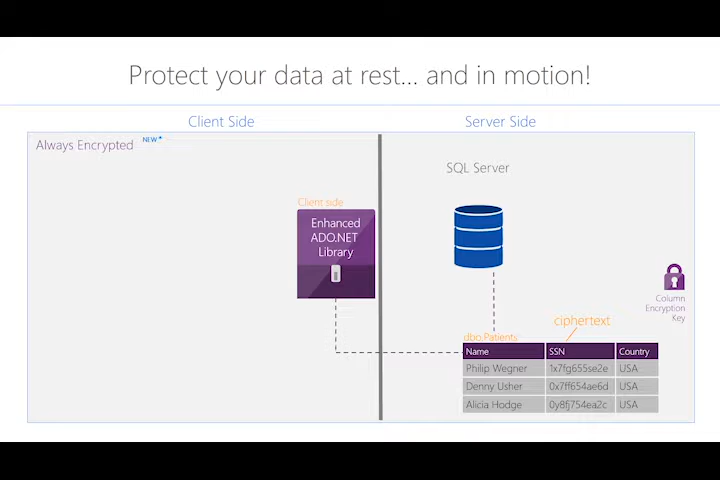 Protect your data at rest... and in motion!
Client Side
Server Side
Always Encrypted
NEW
SQL Server
Client side
Enhanced
ADO.NET
Library
Column
Encryption
Key
ciphertext
dbo.Patients
Name SSN Country
Philip Wegner 1x7fg655se2e USA
Denny Usher 0x7ff654ae6d USA
Alicia Hodge 0y8fj754ea2c USA